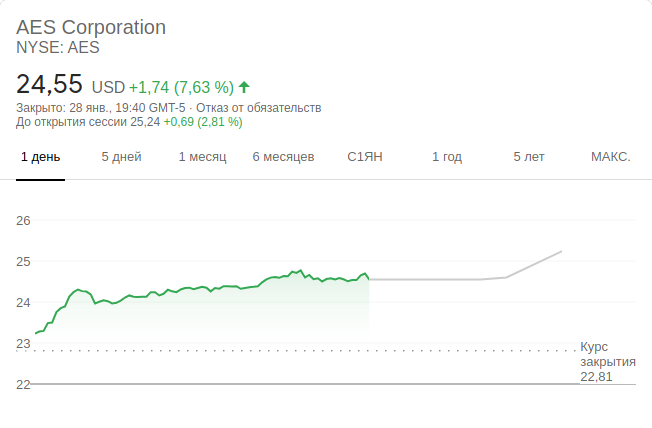 AES Corporation
NYSE: AES
24,55 USD +1,74 (7,63 %)
Закрыто: 28 янв., 19:40 GMT-5 · Отказ от обязательств
До открытия сессии 25,24 +0,69 (2,81 %)
1 день 5 дней 1 месяц 6 месяцев С1ЯН 1 год 5 лет МАКС.
26
25
24
23
Курс
закрытия
22,81
22